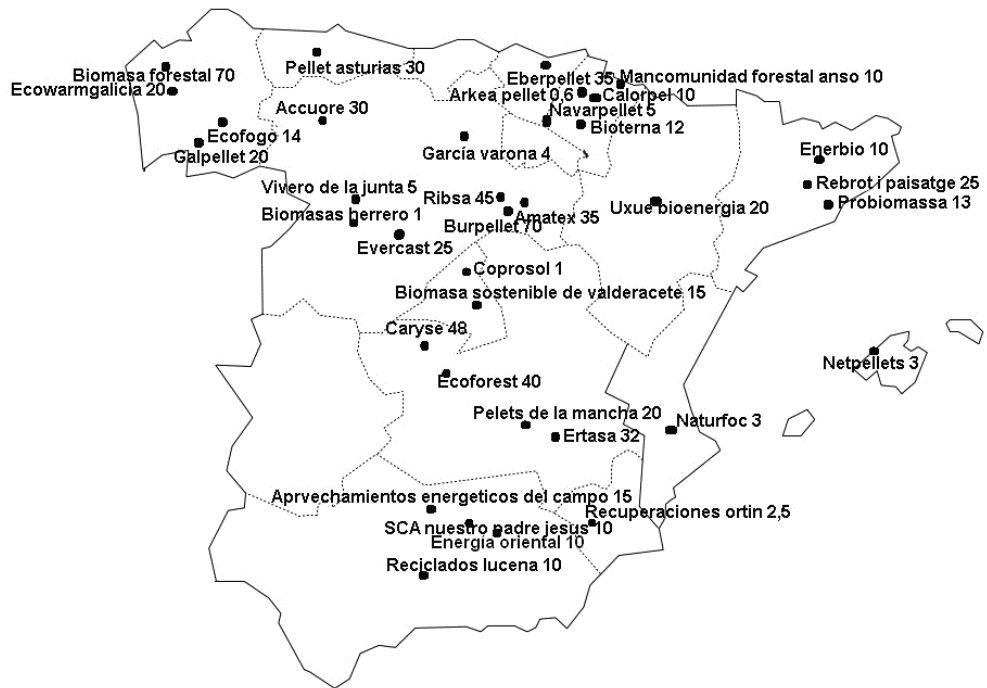 Pellet asturias 30
Biomasa forestal 70
Eberpellet 35
Mancomunidad forestal anso 10
Ecowarmgalicia 20
Arkea pellet 0,6
Calorpel 10
Accuore 30
Navarpellet 5
Bioterna 12
Ecofogo 14
Galpellet 20
García varona 4
Enerbio 10
Vivero de la junta 5
Rebrot i paisatge 25
Ribsa 45
Probiomassa 13
Biomasas herrero 1
Amatex 35
Uxue bioenergia 20
Burpellet 70
Evercast 25
Coprosol 1
Biomasa sostenible de valderacete 15
Caryse 48
Netpellets 3
Ecoforest 40
Pelets de la mancha 20
Naturfoc 3
Ertasa 32
Aprvechamientos energeticos del campo 15
Recuperaciones ortin 2,5
SCA nuestro padre jesus 10
Energia oriental 10
Reciclados lucena 10